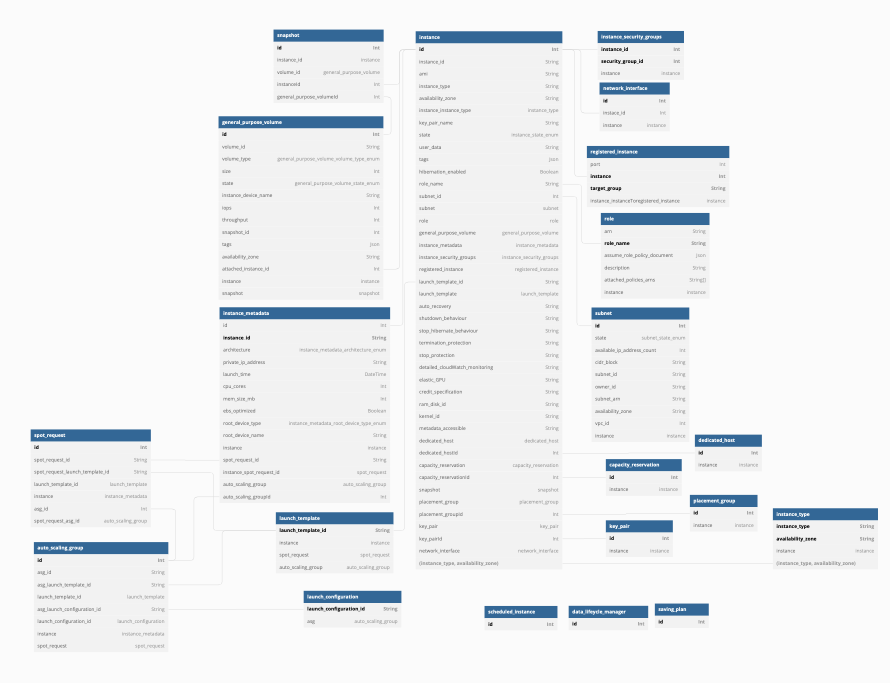 snapshot
id Int
instance_id Instance
volume_id general_purpose_volume
instanceId Int
general_purpose_volumeId Int
general_purpose_volume
id Int
volume_id String
volume_type general_purpose_volume_volume_type_enum
size Int
state general_purpose_volume_state_enum
instance_device_name String
iops Int
throughput Int
snapshot_id Int
tags Json
availability_zone String
attached_instance_id Int
instance instance
snapshot snapshot
instance_metadata
id Int
instance_id String
architecture instance_metadata_architecture_enum
private_ip_address String
launch_time DateTime
cpu_cores Int
mem_size_mb Int
ebs_optimized Boolean
root_device_type instance_metadata_root_device_type_enum
root_device_name String
instance instance
spot_request_id String
instance_spot_request_id spot_request
auto_scaling_group auto_scaling_group
auto_scaling_groupId Int
spot_request
id Int
spot_request_id String
spot_request_launch_template_id String
launch_template_id launch_template
instance instance_metadata
asg_id Int
spot_request_asg_id auto_scaling_group
auto_scaling_group
id Int
asg_id String
asg_launch_template_id String
launch_template_id launch_template
asg_launch_configuration_id String
launch_configuration_id launch_configuration
instance instance_metadata
spot_request spot_request
launch_template
launch_template_id String
instance instance
spot_request spot_request
auto_scaling_group auto_scaling_group
launch_configuration
launch_configuration_id String
asg auto_scaling_group
instance
id Int
instance_id String
ami String
instance_type String
availability_zone String
instance_instance_type instance_type
key_pair_name String
state instance_state_enum
user_data String
tags Json
hibernation_enabled Boolean
role_name String
subnet_id Int
subnet subnet
role role
general_purpose_volume general_purpose_volume
instance_metadata instance_metadata
instance_security_groups instance_security_groups
registered_instance registered_instance
launch_template_id String
launch_template launch_template
auto_recovery String
shutdown_behaviour String
stop_hibernate_behaviour String
termination_protection String
stop_protection String
detailed_cloudWatch_monitoring String
elastic_GPU String
credit_specification String
ram_disk_id String
kernel_id String
metadata_accessible String
dedicated_host dedicated_host
dedicated_hostId Int
capacity_reservation capacity_reservation
capacity_reservationId Int
snapshot snapshot
placement_group placement_group
placement_groupId Int
key_pair key_pair
key_pairId Int
network_interface network_interface
(instance_type, availability_zone)
instance_security_groups
instance_id Int
security_group_id Int
instance instance
network_interface
id Int
instace_id Int
instance instance
registered_instance
port Int
instance Int
target_group String
instance_instanceToregistered_instance instance
role
arn String
role_name String
assume_role_policy_document Json
description String
attached_policies_arns String[]
instance instance
subnet
id Int
state subnet_state_enum
available_ip_address_count Int
cidr_block String
subnet_id String
owner_id String
subnet_arn String
availability_zone String
vpc_id Int
instance instance
dedicated_host
id Int
instance instance
capacity_reservation
id Int
instance instance
placement_group
id Int
instance instance
key_pair
id Int
instance instance
instance_type
instance_type String
availability_zone String
instance instance
(instance_type, availability_zone)
scheduled_instance
id Int
data_lifecycle_manager
id Int
saving_plan
id Int